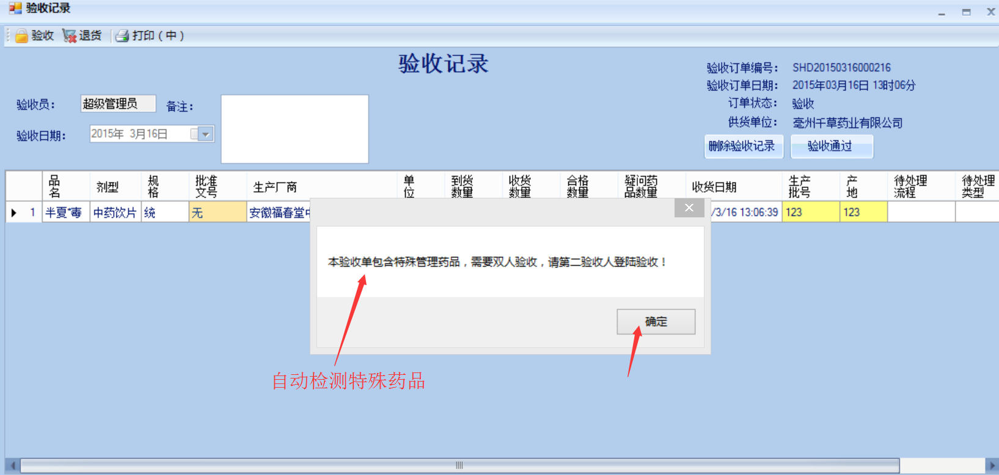 验收记录
验收 退货 打印（中）
验收记录
验收订单编号： SHD20150316000216
验收订单日期： 2015年03月16日 13时06分
订单状态： 验收
供货单位： 亳州千草药业有限公司
验收员： 超级管理员 备注：
验收日期： 2015年 3月16日
删除验收记录 验收通过
品名 剂型 规格 批准文号 生产厂商 单位 到货数量 收货数量 合格数量 疑问药品数量 收货日期 生产批号 产地 待处理流程 待处理类型
1 半夏*毒 中药饮片 统 无 安徽福春堂中 /3/16 13:06:39 123 123
本验收单包含特殊管理药品，需要双人验收，请第二验收人登陆验收！
确定
自动检测特殊药品